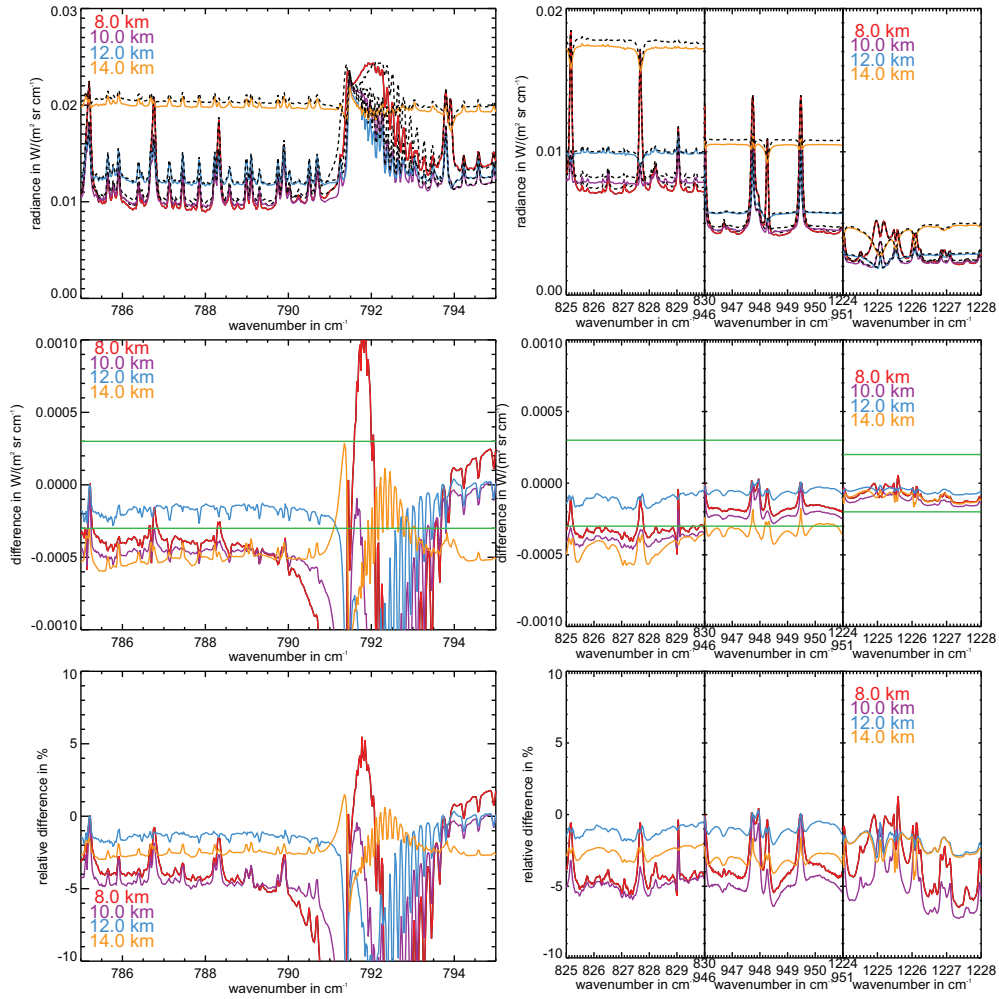 0.03
0.02
0.01
0.00
radiance in W/(m² sr cm⁻¹)
8.0 km
10.0 km
12.0 km
14.0 km
786 788 790 792 794
wavenumber in cm⁻¹
0.02
0.01
0.00
radiance in W/(m² sr cm⁻¹)
8.0 km
10.0 km
12.0 km
14.0 km
825 826 827 828 829 830
946 947 948 949 950 951
1224 1225 1226 1227 1228
wavenumber in cm⁻¹ wavenumber in cm⁻¹ wavenumber in cm⁻¹
0.0010
0.0005
0.0000
-0.0005
-0.0010
difference in W/(m² sr cm⁻¹)
8.0 km
10.0 km
12.0 km
14.0 km
786 788 790 792 794
wavenumber in cm⁻¹
0.0010
0.0005
0.0000
-0.0005
-0.0010
difference in W/(m² sr cm⁻¹)
8.0 km
10.0 km
12.0 km
14.0 km
825 826 827 828 829 830
946 947 948 949 950 951
1224 1225 1226 1227 1228
wavenumber in cm⁻¹ wavenumber in cm⁻¹ wavenumber in cm⁻¹
10
5
0
-5
-10
relative difference in %
8.0 km
10.0 km
12.0 km
14.0 km
786 788 790 792 794
wavenumber in cm⁻¹
10
5
0
-5
-10
relative difference in %
8.0 km
10.0 km
12.0 km
14.0 km
825 826 827 828 829 830
946 947 948 949 950 951
1224 1225 1226 1227 1228
wavenumber in cm⁻¹ wavenumber in cm⁻¹ wavenumber in cm⁻¹